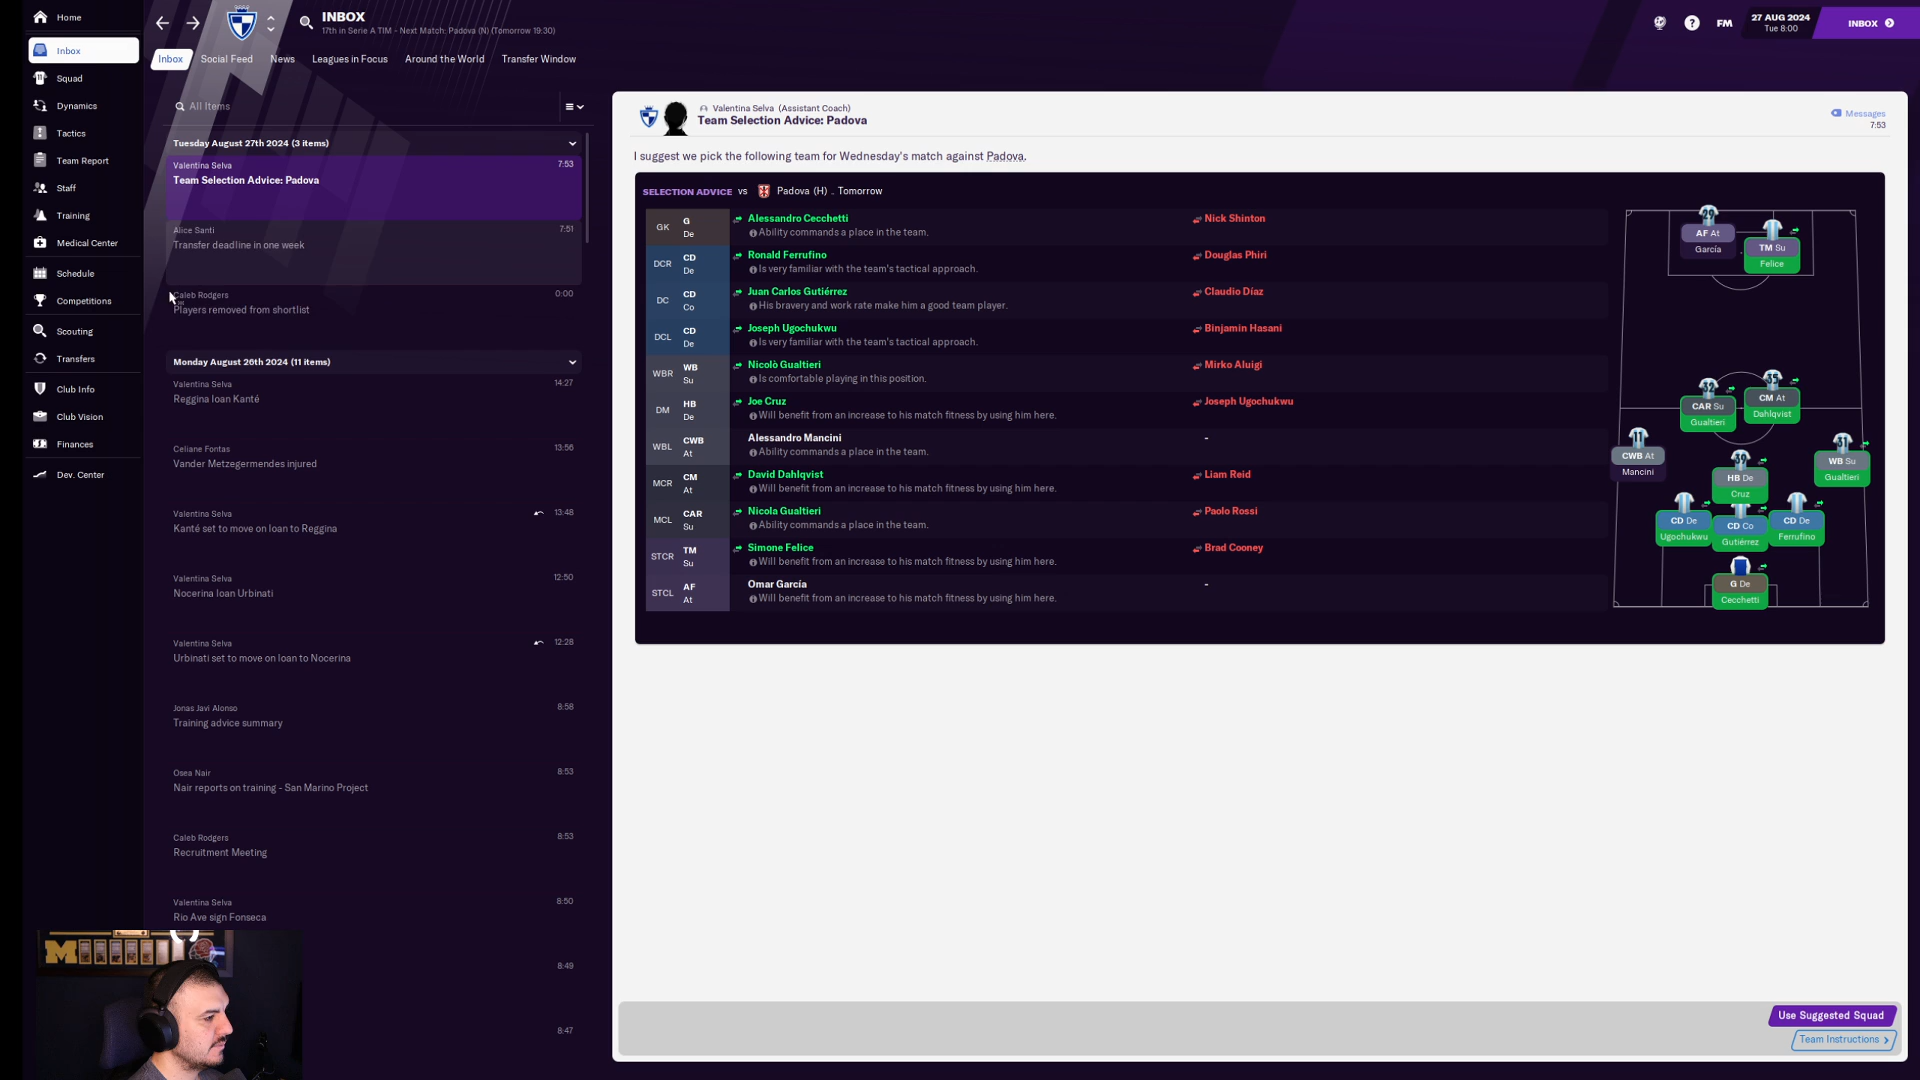 Home
Inbox
Squad
Dynamics
Tactics
Team Report
Staff
Training
Medical Center
Schedule
Competitions
Scouting
Transfers
Club Info
Club Vision
Finances
Dev. Center
INBOX
17th in Serie A TIM - Next Match: Padova (N) (Tomorrow 19:30)
FM
27 AUG 2024
Tue 8:00
INBOX
Inbox
Social Feed
News
Leagues in Focus
Around the World
Transfer Window
All Items
Tuesday August 27th 2024 (3 items)
Valentina Selva 7:53
Team Selection Advice: Padova
Alice Santi 7:51
Transfer deadline in one week
Caleb Rodgers 0:00
Players removed from shortlist
Monday August 26th 2024 (11 items)
Valentina Selva 14:27
Reggina loan Kanté
Celiane Fontas 13:56
Vander Metzegermendes injured
Valentina Selva 13:48
Kanté set to move on loan to Reggina
Valentina Selva 12:50
Nocerina loan Urbinati
Valentina Selva 12:28
Urbinati set to move on loan to Nocerina
Jonas Javi Alonso 8:58
Training advice summary
Osea Nair 8:53
Nair reports on training - San Marino Project
Caleb Rodgers 8:53
Recruitment Meeting
Valentina Selva 8:50
Rio Ave sign Fonseca
8:49
8:47
Valentina Selva (Assistant Coach)
Team Selection Advice: Padova
Messages
7:53
I suggest we pick the following team for Wednesday's match against Padova.
SELECTION ADVICE vs Padova (H) - Tomorrow
GK G De Alessandro Cecchetti Nick Shinton
Ability commands a place in the team.
DCR CD De Ronald Ferrufino Douglas Phiri
Is very familiar with the team's tactical approach.
DC CD Co Juan Carlos Gutiérrez Claudio Díaz
His bravery and work rate make him a good team player.
DCL CD De Joseph Ugochukwu Binjamin Hasani
Is very familiar with the team's tactical approach.
WBR WB Su Nicolò Gualtieri Mirko Aluigi
Is comfortable playing in this position.
DM HB De Joe Cruz Joseph Ugochukwu
Will benefit from an increase to his match fitness by using him here.
WBL CWB At Alessandro Mancini -
Ability commands a place in the team.
MCR CM At David Dahlqvist Liam Reid
Will benefit from an increase to his match fitness by using him here.
MCL CAR Su Nicola Gualtieri Paolo Rossi
Ability commands a place in the team.
STCR TM Su Simone Felice Brad Cooney
Will benefit from an increase to his match fitness by using him here.
STCL AF At Omar García -
Will benefit from an increase to his match fitness by using him here.
29
AF At
García
TM Su
Felice
32
CAR Su
Gualtieri
35
CM At
Dahlqvist
11
CWB At
Mancini
31
WB Su
Gualtieri
39
HB De
Cruz
CD De
Ugochukwu
CD Co
Gutiérrez
CD De
Ferrufino
G De
Cecchetti
Use Suggested Squad
Team Instructions
M